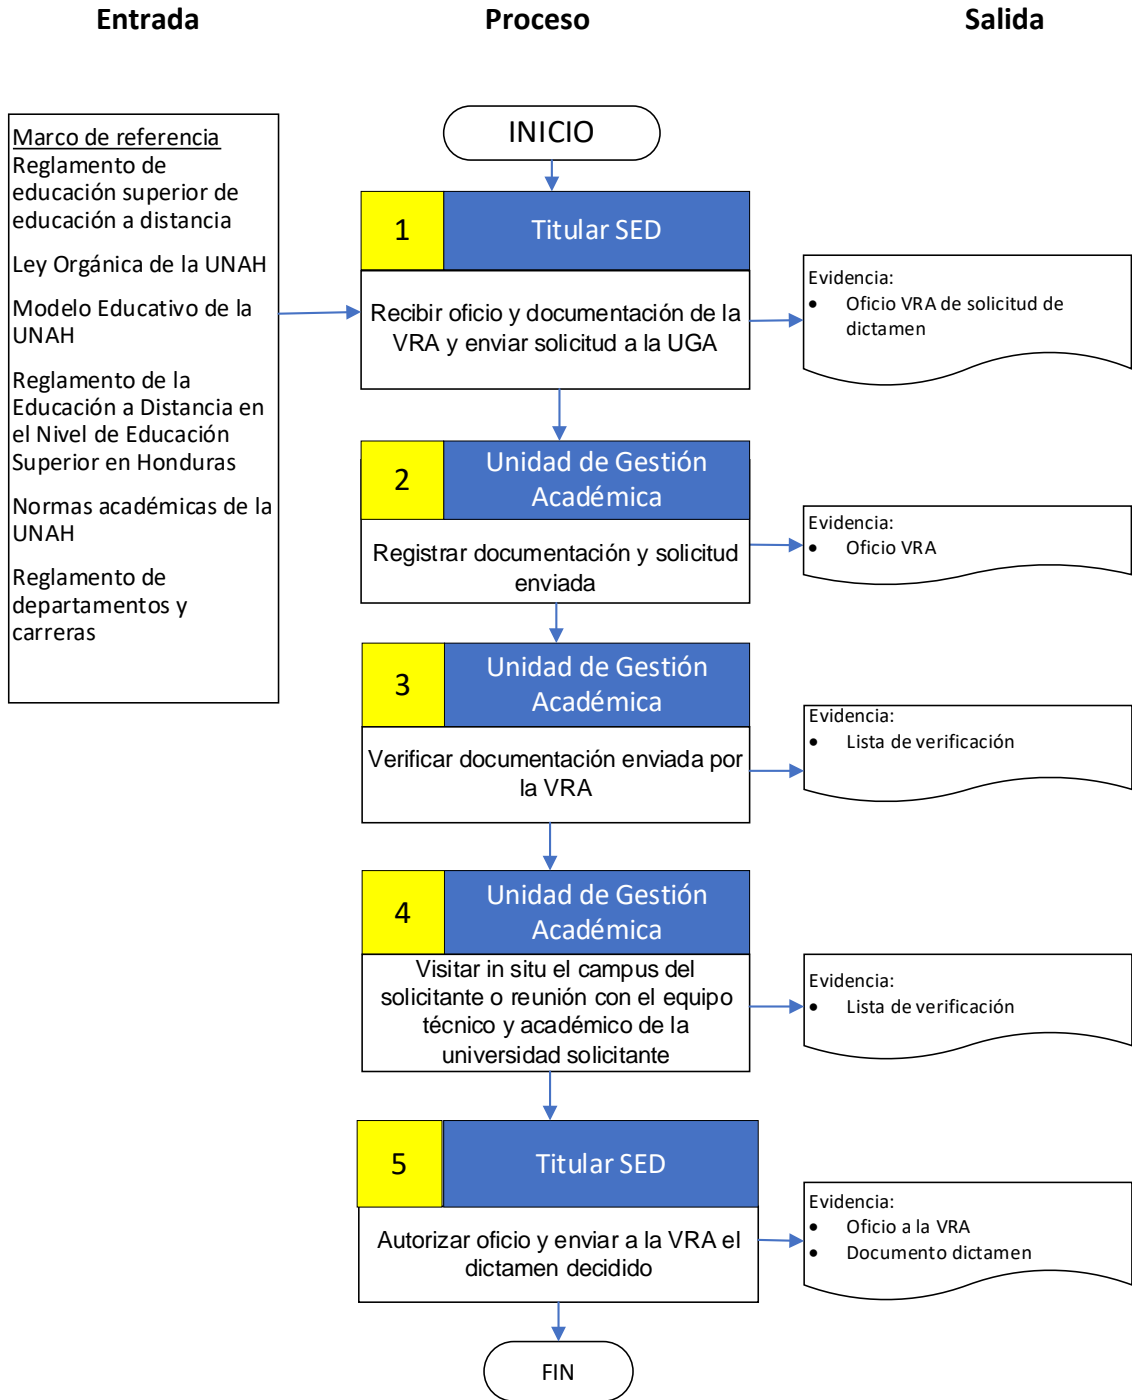 Entrada
Proceso
Salida
Marco de referencia
Reglamento de
educación superior de
educación a distancia
Ley Orgánica de la UNAH
Modelo Educativo de la
UNAH
Reglamento de la
Educación a Distancia en
el Nivel de Educación
Superior en Honduras
Normas académicas de la
UNAH
Reglamento de
departamentos y
carreras
INICIO
1
Titular SED
Recibir oficio y documentación de la
VRA y enviar solicitud a la UGA
Evidencia:
• Oficio VRA de solicitud de
dictamen
2
Unidad de Gestión
Académica
Registrar documentación y solicitud
enviada
Evidencia:
• Oficio VRA
3
Unidad de Gestión
Académica
Verificar documentación enviada por
la VRA
Evidencia:
• Lista de verificación
4
Unidad de Gestión
Académica
Visitar in situ el campus del
solicitante o reunión con el equipo
técnico y académico de la
universidad solicitante
Evidencia:
• Lista de verificación
5
Titular SED
Autorizar oficio y enviar a la VRA el
dictamen decidido
Evidencia:
• Oficio a la VRA
• Documento dictamen
FIN